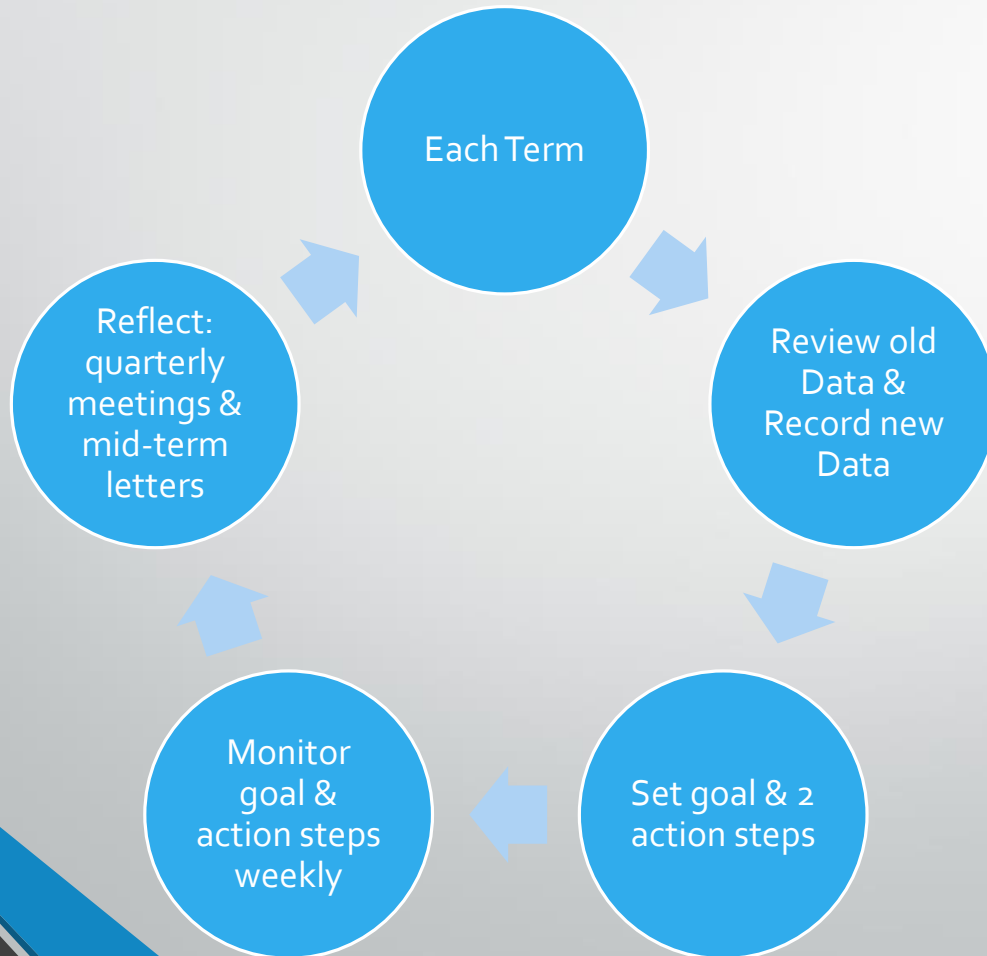 Each Term
Review old
Data &
Record new
Data
Set goal & 2
action steps
Monitor
goal &
action steps
weekly
Reflect:
quarterly
meetings &
mid-term
letters